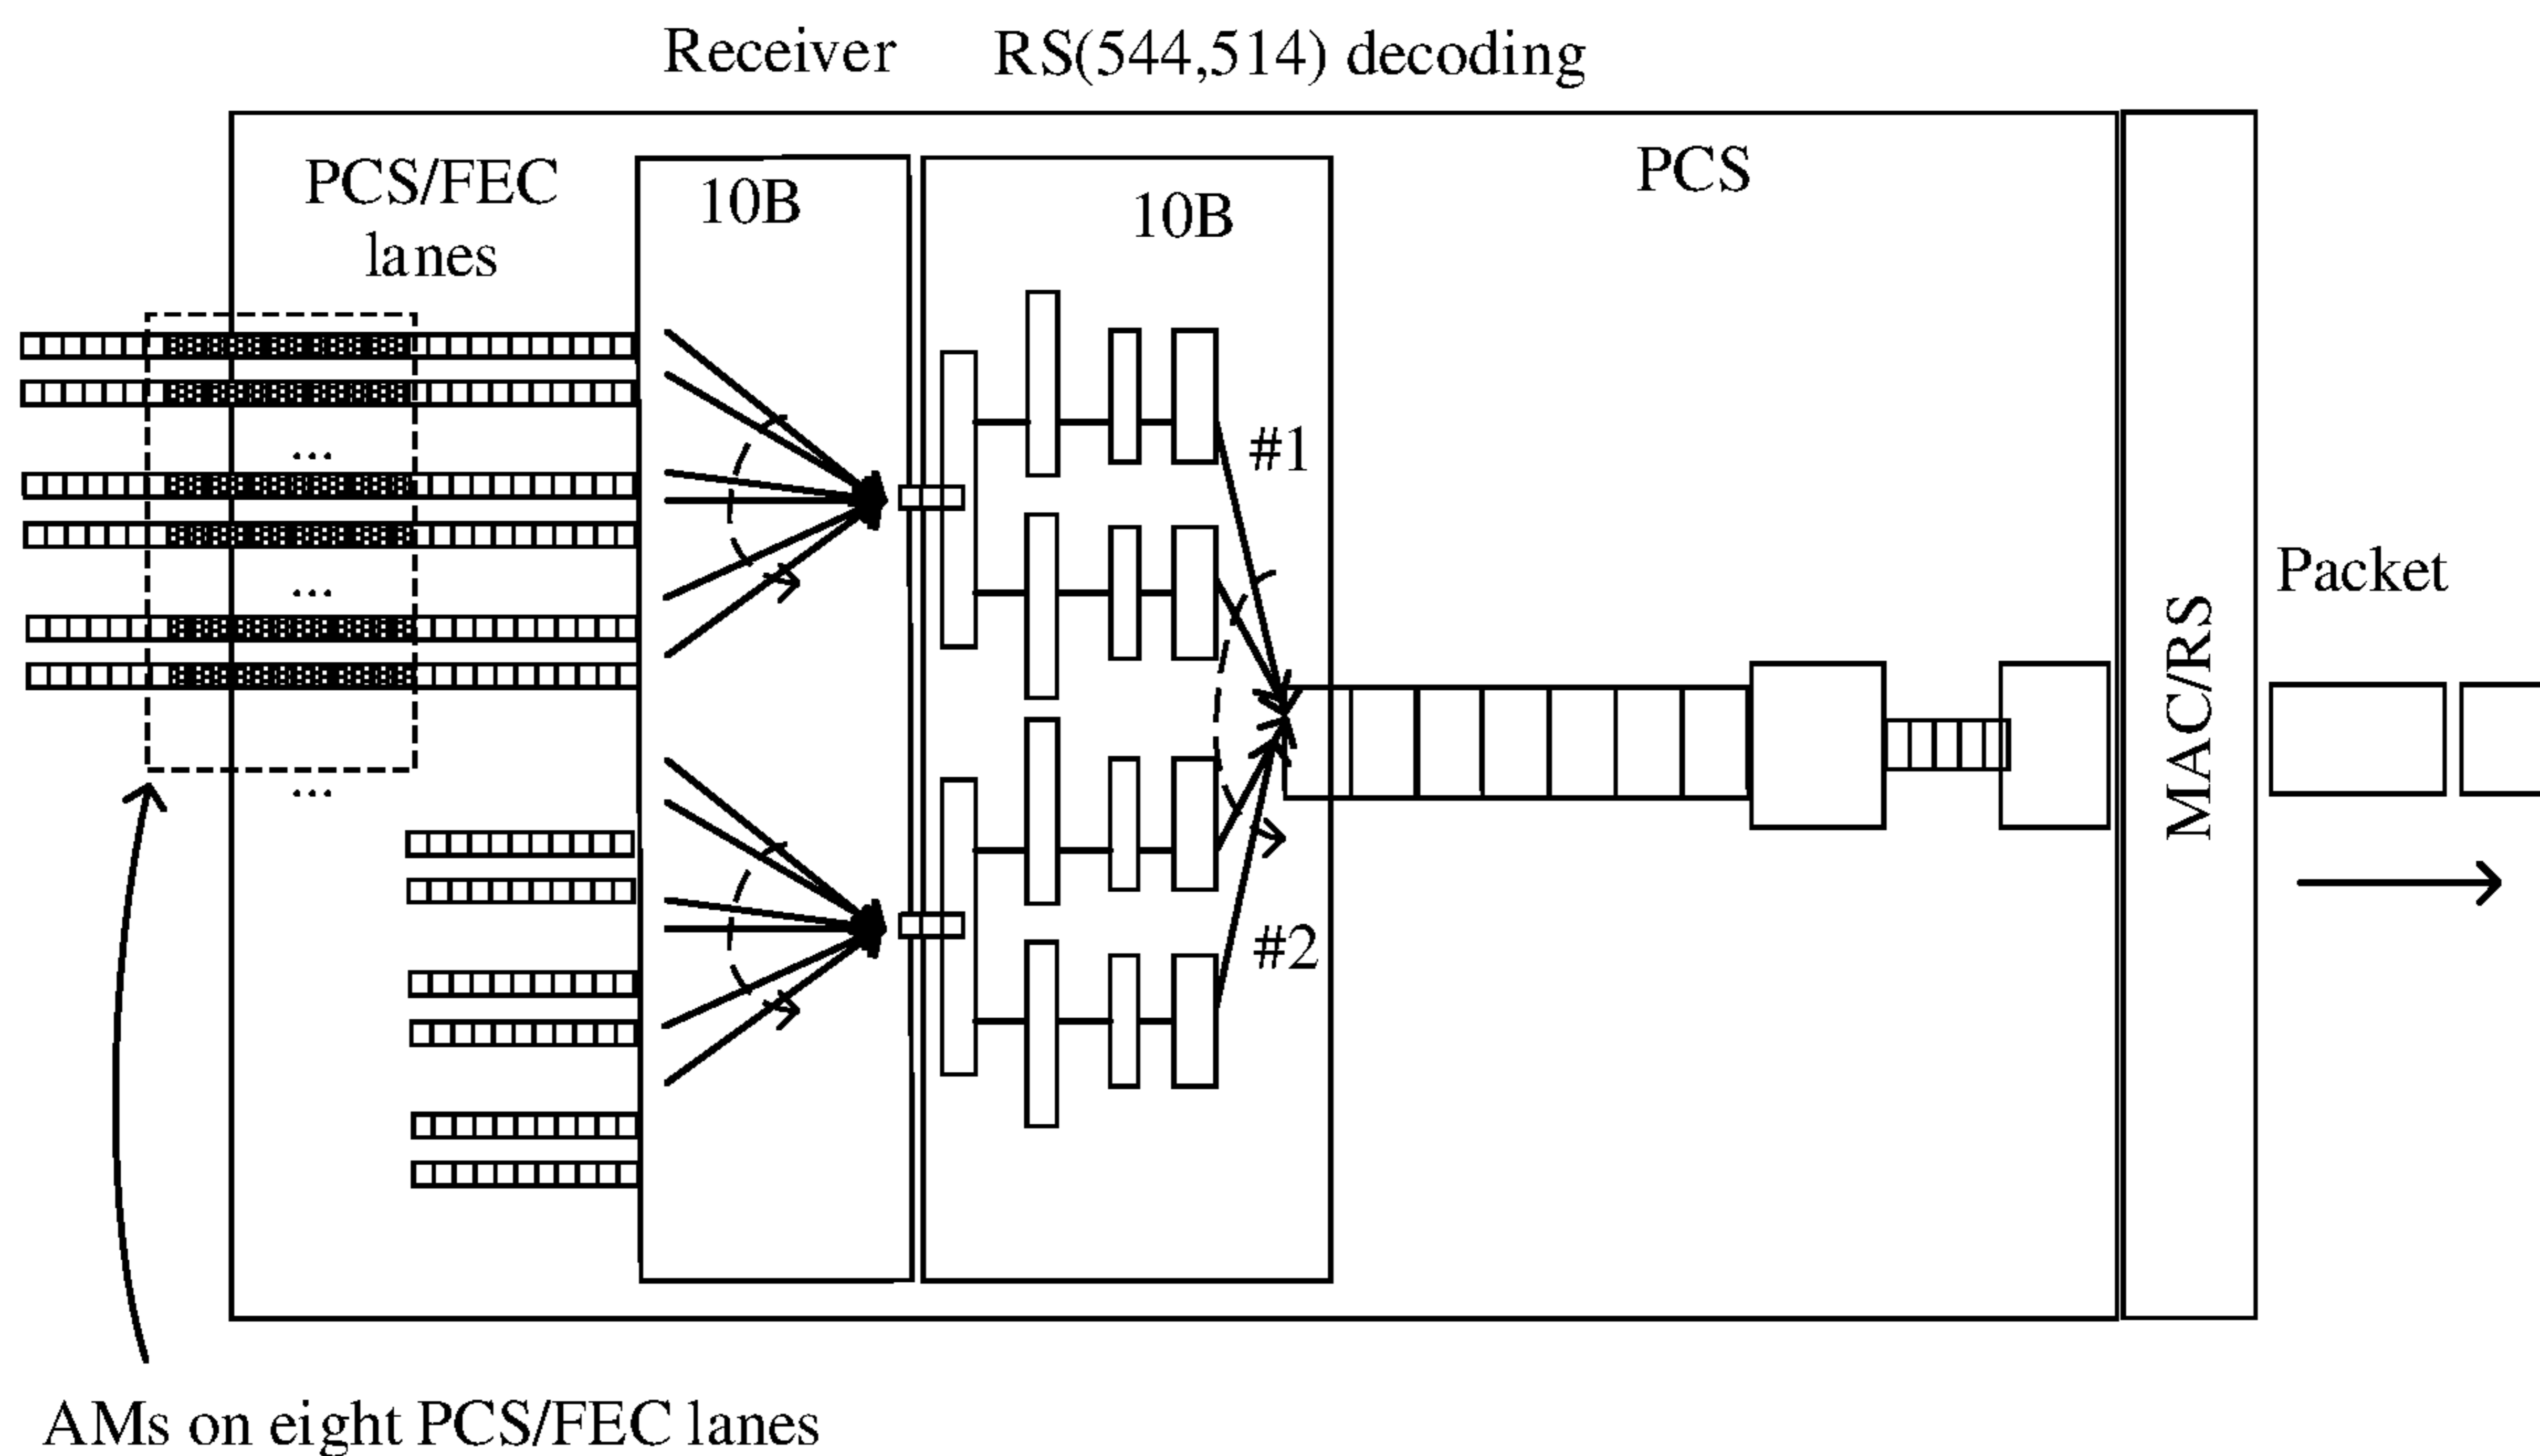 Receiver RS(544,514) decoding
PCS/FEC
lanes
10B
10B
PCS
...
#1
...
Packet
MAC/RS
...
#2
AMs on eight PCS/FEC lanes